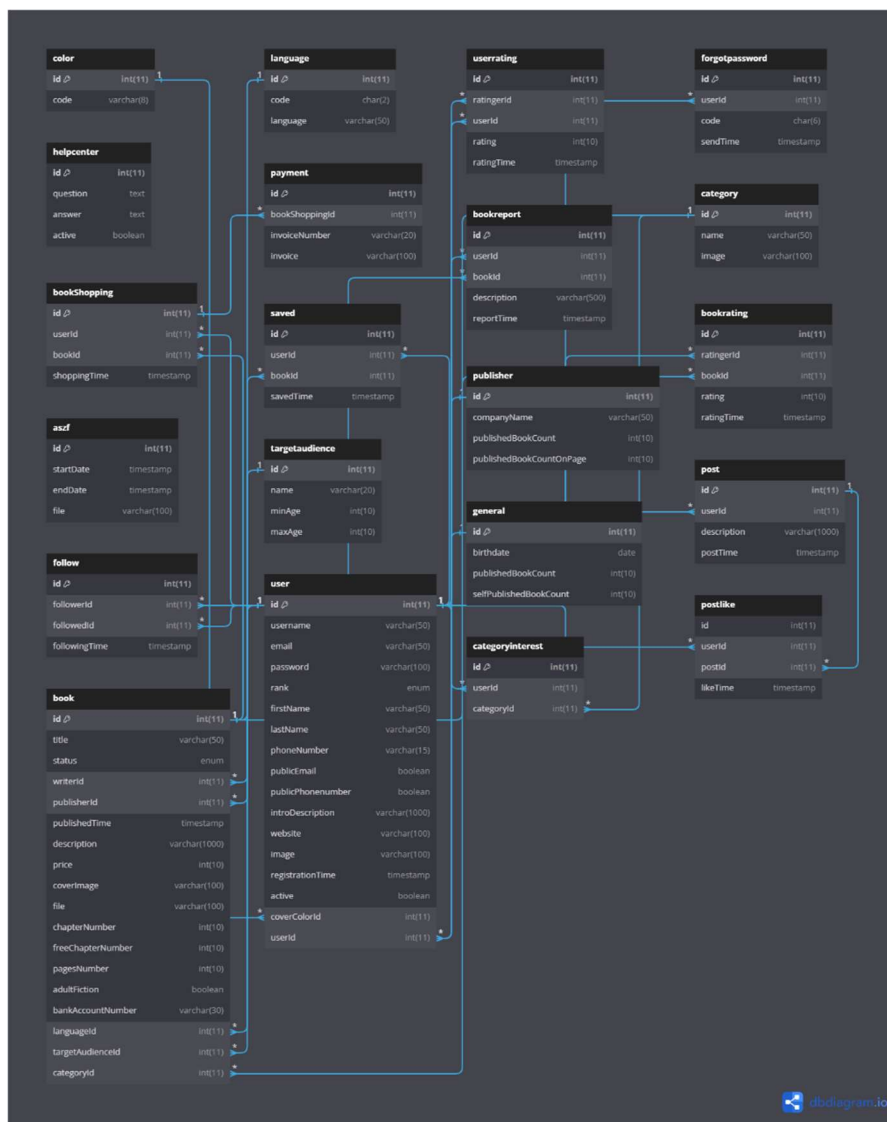 color
id int(11) 1
code varchar(8)
helpcenter
id int(11)
question text
answer text
active boolean
bookShopping
id int(11) 1
userId int(11) *
bookId int(11) *
shoppingTime timestamp
aszf
id int(11)
startDate timestamp
endDate timestamp
file varchar(100)
follow
id int(11)
followerId int(11) *
followedId int(11) *
followingTime timestamp
book
id int(11) 1
title varchar(50)
status enum
writerId int(11) *
publisherId int(11) *
publishedTime timestamp
description varchar(1000)
price int(10)
coverImage varchar(100)
file varchar(100)
chapterNumber int(10)
freeChapterNumber int(10)
pagesNumber int(10)
adultFiction boolean
bankAccountNumber varchar(30)
languageId int(11) *
targetAudienceId int(11) *
categoryId int(11) *
language
1 id int(11)
code char(2)
language varchar(50)
payment
id int(11)
* bookShoppingId int(11)
invoiceNumber varchar(20)
invoice varchar(100)
saved
id int(11)
userId int(11) *
* bookId int(11)
savedTime timestamp
targetaudience
1 id int(11)
name varchar(20)
minAge int(10)
maxAge int(10)
user
1 id int(11) 1
username varchar(50)
email varchar(50)
password varchar(100)
rank enum
firstName varchar(50)
lastName varchar(50)
phoneNumber varchar(15)
publicEmail boolean
publicPhonenumber boolean
introDescription varchar(1000)
website varchar(100)
image varchar(100)
registrationTime timestamp
active boolean
* coverColorId int(11)
userId int(11) *
userrating
id int(11)
* ratingerId int(11)
* userId int(11)
rating int(10)
ratingTime timestamp
bookreport
id int(11)
* userId int(11)
* bookId int(11)
description varchar(500)
reportTime timestamp
publisher
1 id int(11)
companyName varchar(50)
publishedBookCount int(10)
publishedBookCountOnPage int(10)
general
1 id int(11)
birthdate date
publishedBookCount int(10)
selfPublishedBookCount int(10)
categoryinterest
id int(11)
* userId int(11)
categoryId int(11) *
forgotpassword
id int(11)
* userId int(11)
code char(6)
sendTime timestamp
category
1 id int(11)
name varchar(50)
image varchar(100)
bookrating
id int(11)
* ratingerId int(11)
* bookId int(11)
rating int(10)
ratingTime timestamp
post
id int(11) 1
* userId int(11)
description varchar(1000)
postTime timestamp
postlike
id int(11)
* userId int(11)
postId int(11) *
likeTime timestamp
dbdiagram.io